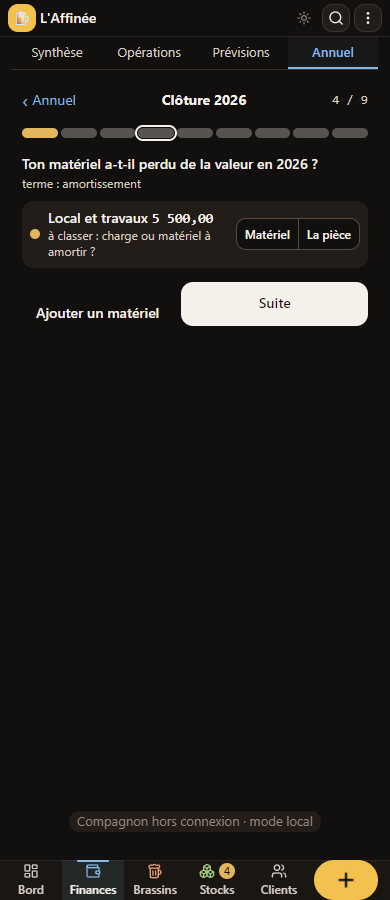 L'Affinée
Synthèse
Opérations
Prévisions
Annuel
‹ Annuel
Clôture 2026
4 / 9
Ton matériel a-t-il perdu de la valeur en 2026 ?
terme : amortissement
Local et travaux 5 500,00
à classer : charge ou matériel à
amortir ?
Matériel
La pièce
Ajouter un matériel
Suite
Compagnon hors connexion · mode local
4
Bord
Finances
Brassins
Stocks
Clients